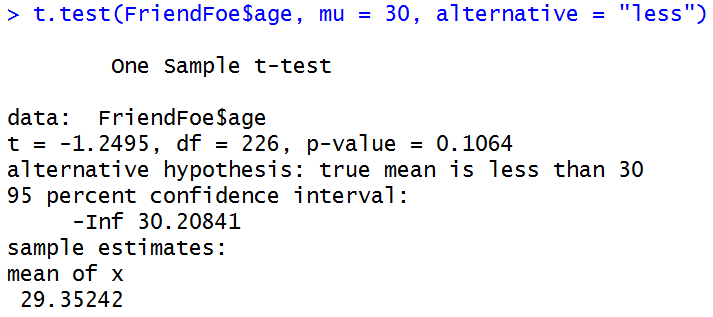 > t.test(FriendFoe$age, mu = 30, alternative = "less")
One Sample t-test
data:  FriendFoe$age
t = -1.2495, df = 226, p-value = 0.1064
alternative hypothesis: true mean is less than 30
95 percent confidence interval:
-Inf 30.20841
sample estimates:
mean of x
29.35242